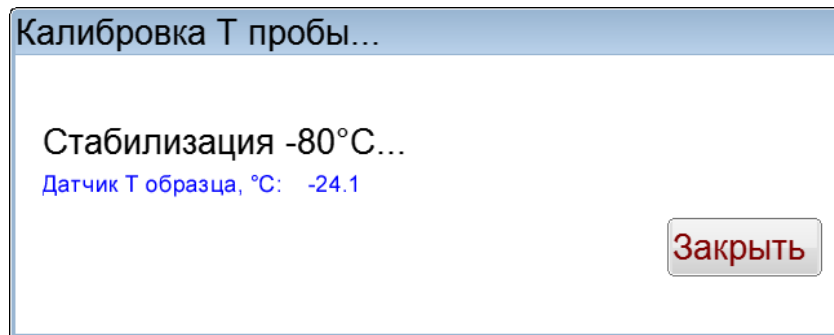 Калибровка Т пробы...
Стабилизация -80°C...
Датчик Т образца, °C: -24.1
Закрыть